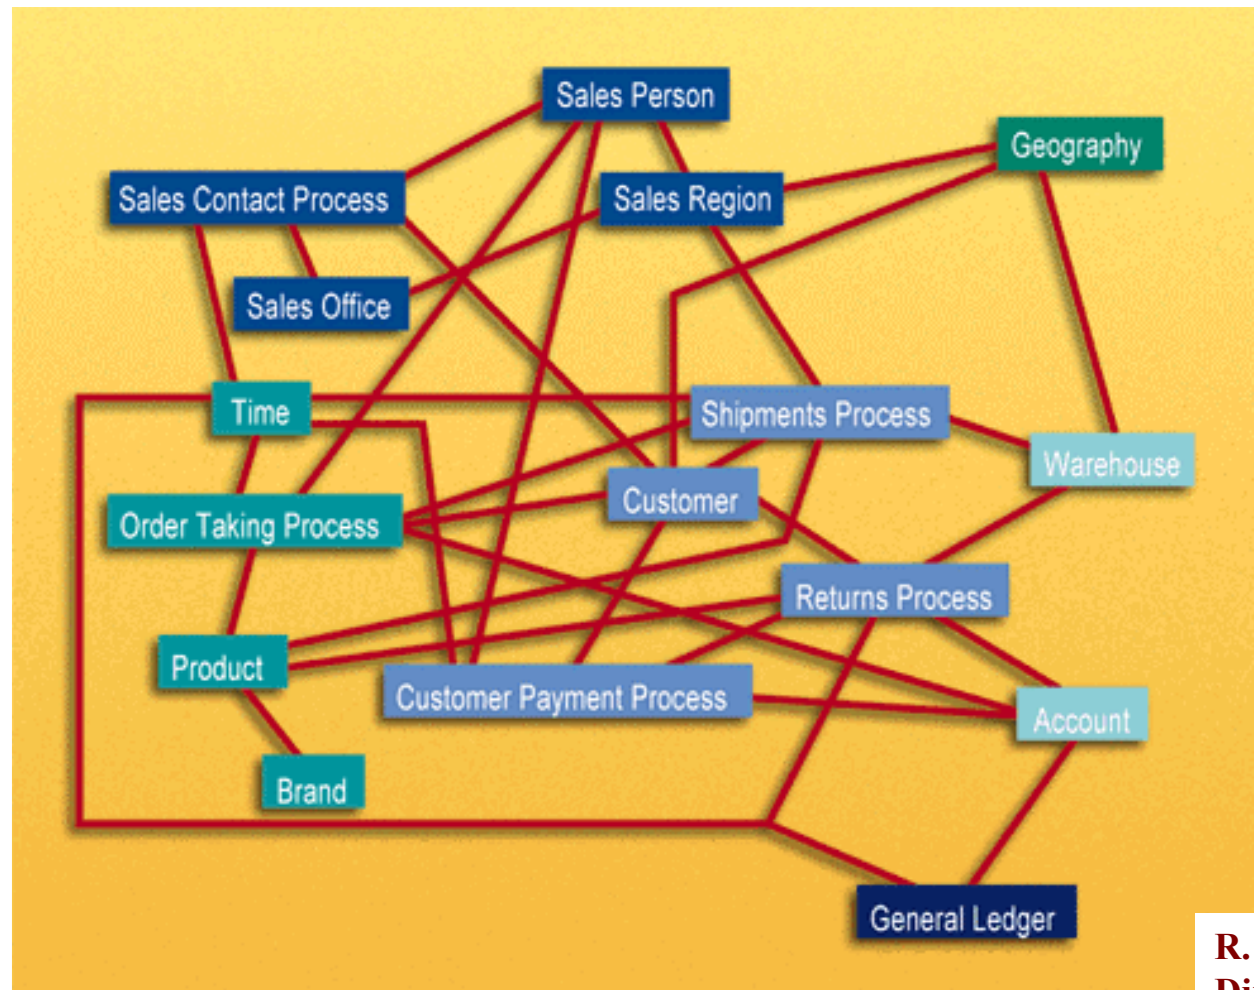 Sales Person
Geography
Sales Contact Process
Sales Region
Sales Office
Time
Shipments Process
Warehouse
Customer
Order Taking Process
Returns Process
Product
Customer Payment Process
Account
Brand
General Ledger
R.